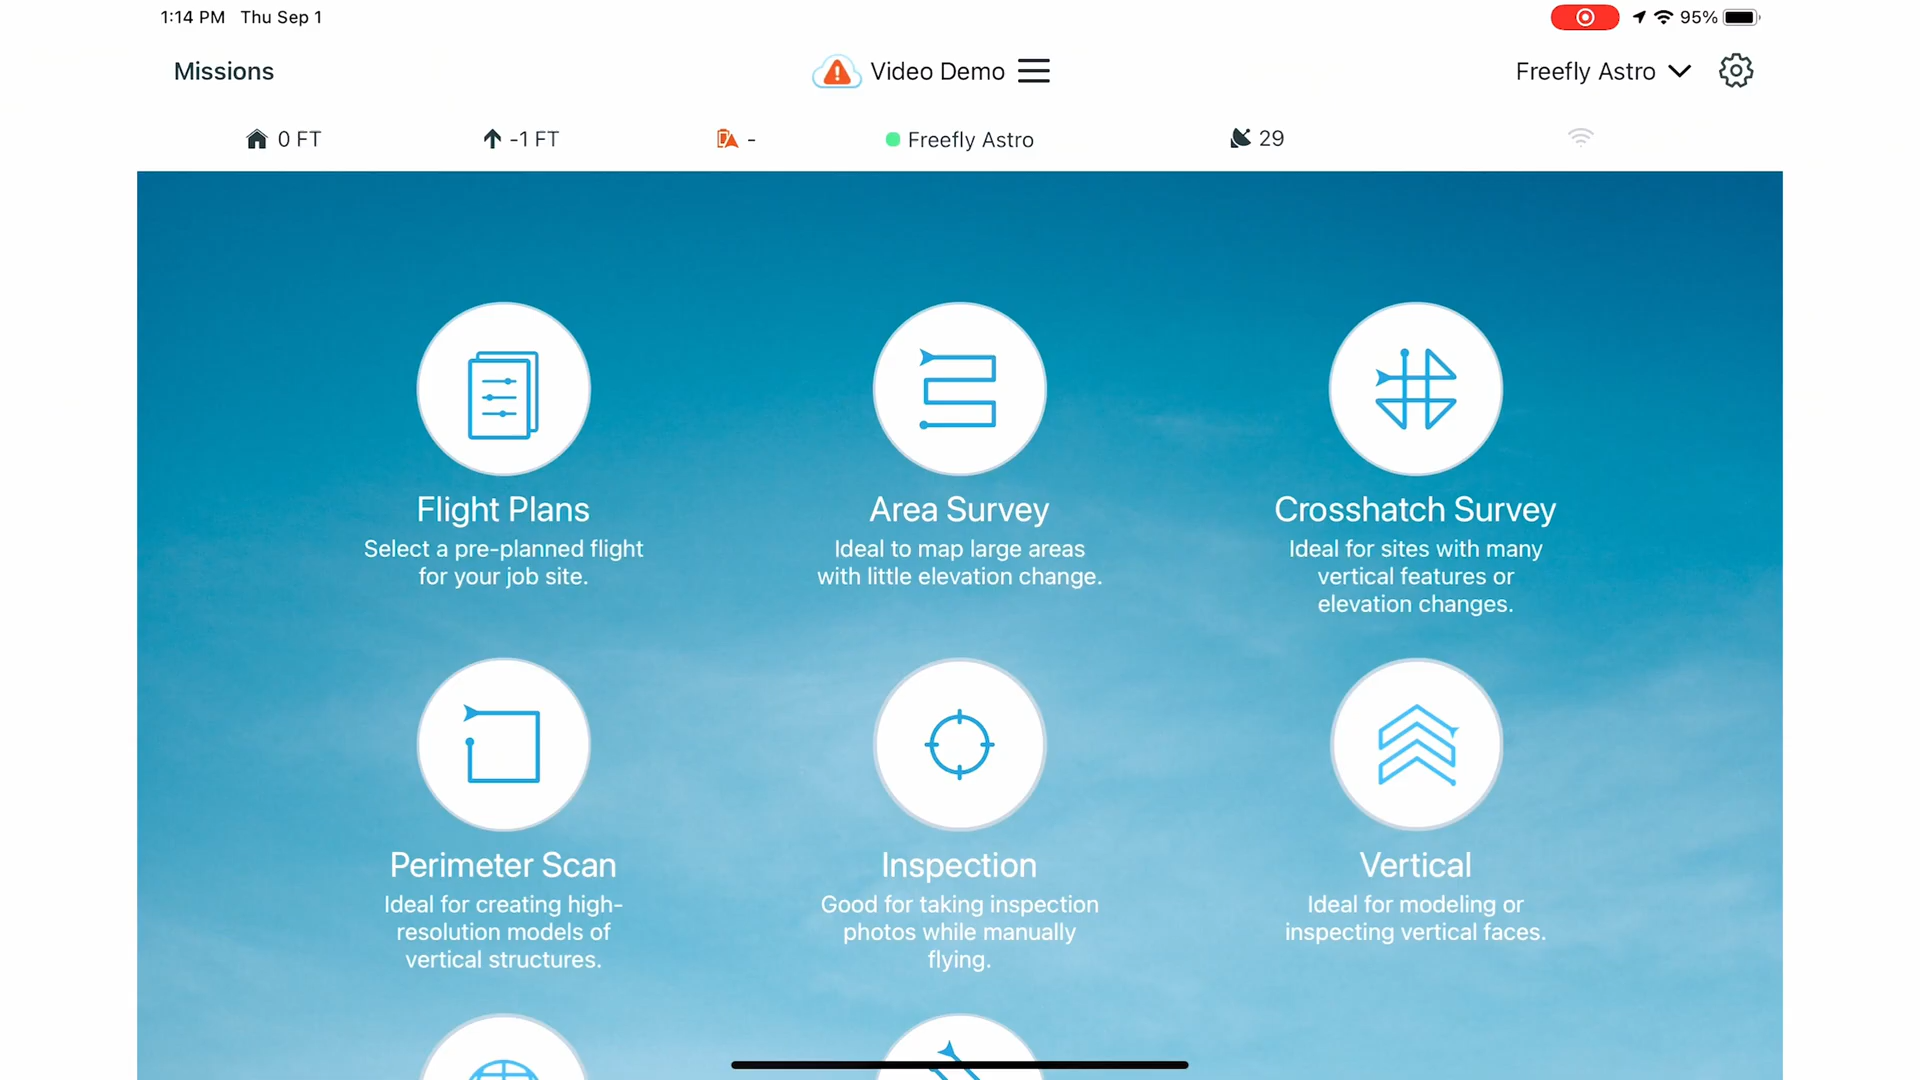 1:14 PM Thu Sep 1
95%
Missions
Video Demo
Freefly Astro
0 FT
-1 FT
-
Freefly Astro
29
Flight Plans
Select a pre-planned flight
for your job site.
Area Survey
Ideal to map large areas
with little elevation change.
Crosshatch Survey
Ideal for sites with many
vertical features or
elevation changes.
Perimeter Scan
Ideal for creating high-
resolution models of
vertical structures.
Inspection
Good for taking inspection
photos while manually
flying.
Vertical
Ideal for modeling or
inspecting vertical faces.